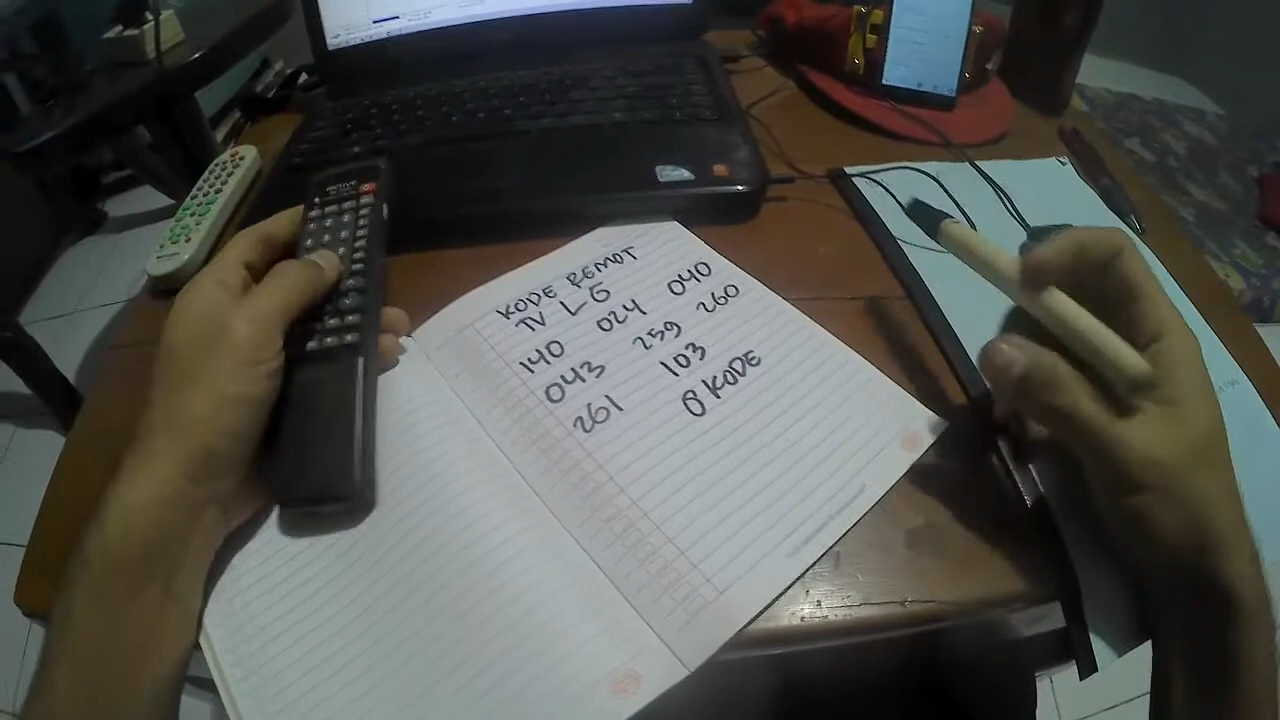 KODE REMOT
TV LG
140 024 040
043 259 260
261 103
8 KODE